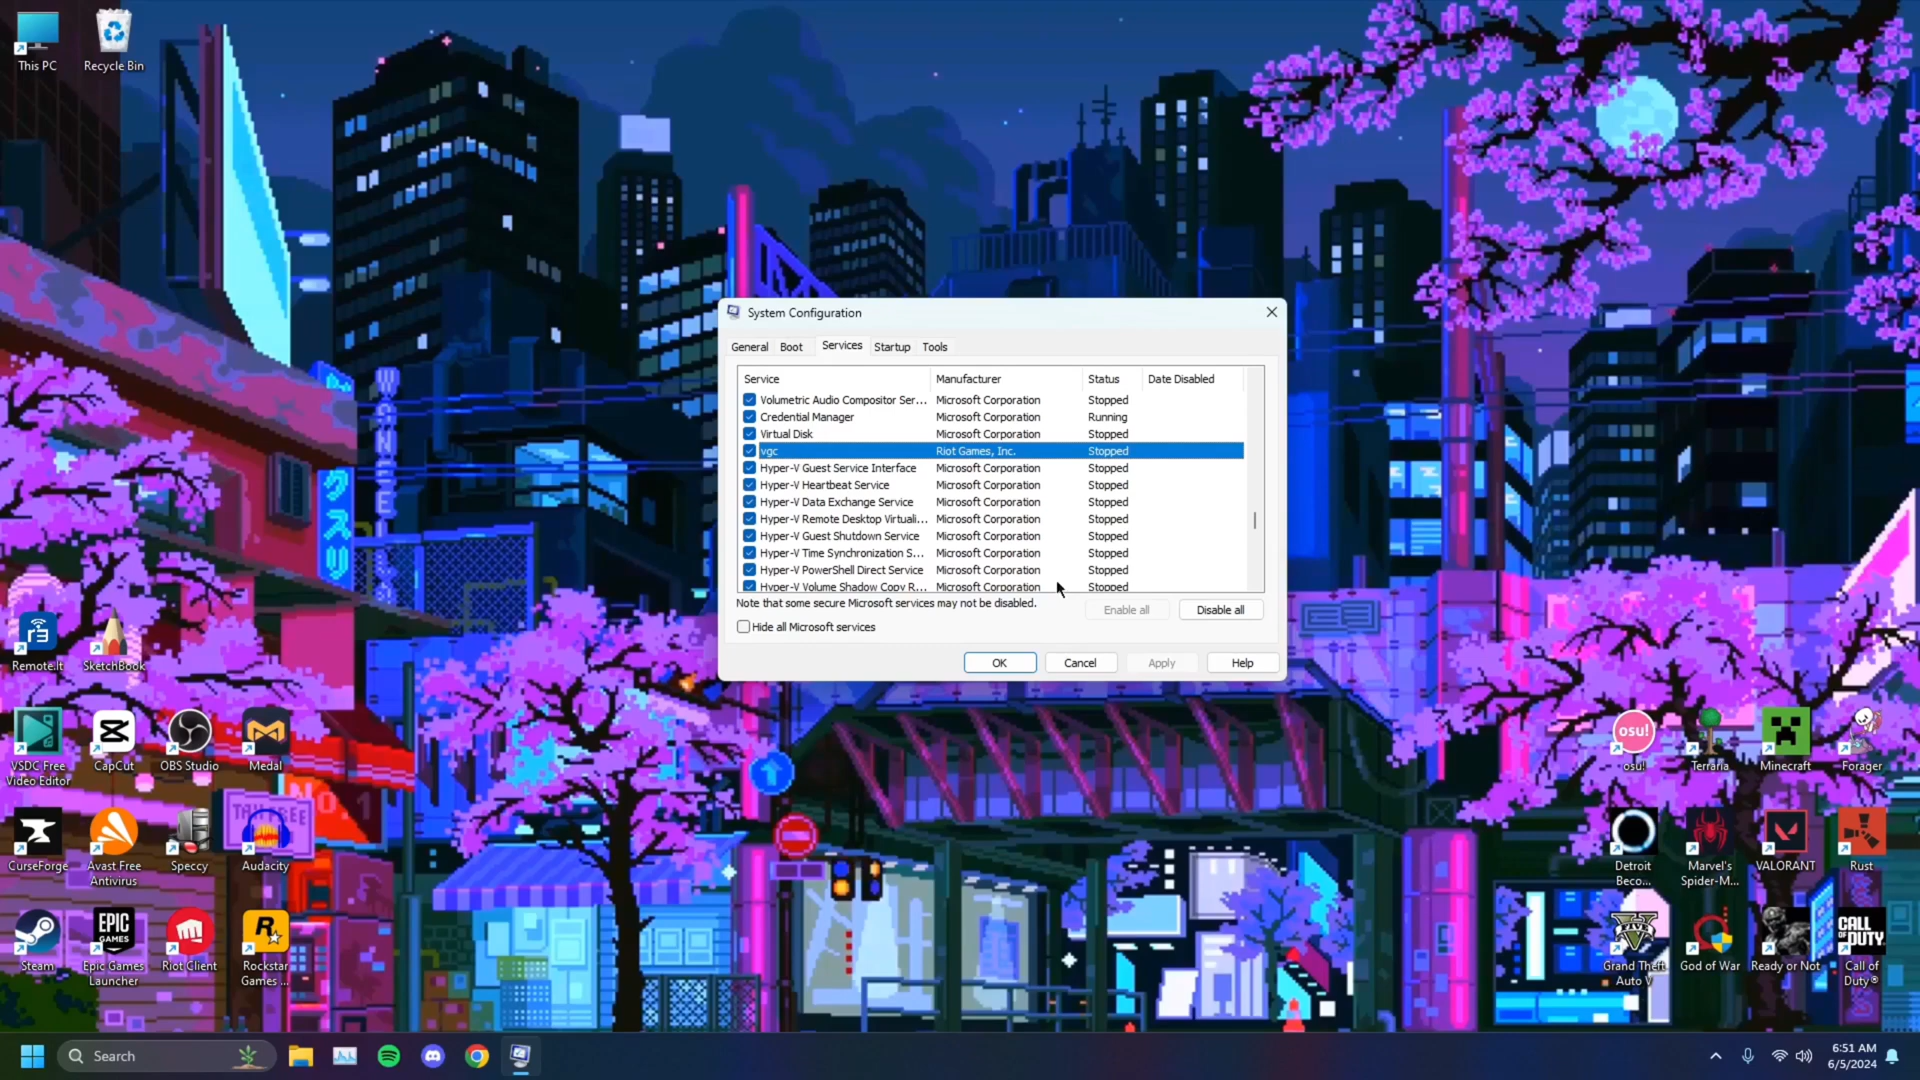 This PC
Recycle Bin
System Configuration
General Boot Services Startup Tools
Service Manufacturer Status Date Disabled
Volumetric Audio Compositor Ser... Microsoft Corporation Stopped
Credential Manager Microsoft Corporation Running
Virtual Disk Microsoft Corporation Stopped
vgc Riot Games, Inc. Stopped
Hyper-V Guest Service Interface Microsoft Corporation Stopped
Hyper-V Heartbeat Service Microsoft Corporation Stopped
Hyper-V Data Exchange Service Microsoft Corporation Stopped
Hyper-V Remote Desktop Virtuali... Microsoft Corporation Stopped
Hyper-V Guest Shutdown Service Microsoft Corporation Stopped
Hyper-V Time Synchronization S... Microsoft Corporation Stopped
Hyper-V PowerShell Direct Service Microsoft Corporation Stopped
Hyper-V Volume Shadow Copy R... Microsoft Corporation Stopped
Note that some secure Microsoft services may not be disabled.
Enable all
Disable all
Hide all Microsoft services
OK
Cancel
Apply
Help
クスリ
r3
Remote.It
SketchBook
VSDC Free
Video Editor
CapCut
OBS Studio
Medal
NO. 1
CurseForge
Avast Free
Antivirus
Speccy
Audacity
Steam
EPIC
GAMES
Epic Games
Launcher
Riot Client
R
Rockstar
Games ...
osu!
osu!
Terraria
Minecraft
Forager
Detroit
Beco...
Marvel's
Spider-M...
VALORANT
Rust
V
FIVE
Grand Theft
Auto V
God of War
Ready or Not
CALL OF
DUTY
Call of
Duty®
Search
6:51 AM
6/5/2024